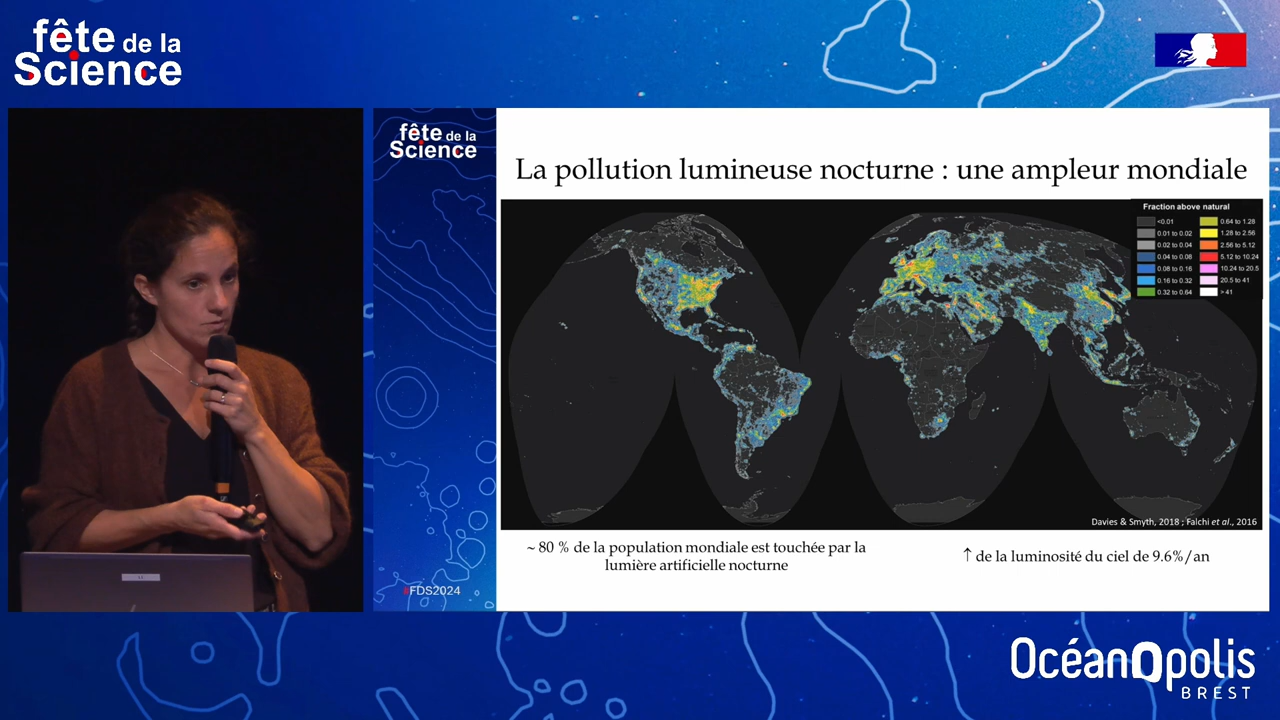 fête de la
Science
fête de la
Science
La pollution lumineuse nocturne : une ampleur mondiale
Fraction above natural
<0.01
0.01 to 0.02
0.02 to 0.04
0.04 to 0.08
0.08 to 0.16
0.16 to 0.32
0.32 to 0.64
0.64 to 1.28
1.28 to 2.56
2.56 to 5.12
5.12 to 10.24
10.24 to 20.5
20.5 to 41
> 41
Davies & Smyth, 2018 ; Falchi et al., 2016
~ 80 % de la population mondiale est touchée par la
lumière artificielle nocturne
↑ de la luminosité du ciel de 9.6%/an
#FDS2024
OcéanOpolis
BREST